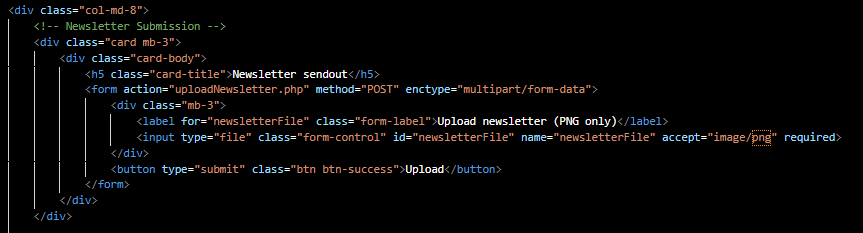 <div class="col-md-8">
<!-- Newsletter Submission -->
<div class="card mb-3">
<div class="card-body">
<h5 class="card-title">Newsletter sendout</h5>
<form action="uploadNewsletter.php" method="POST" enctype="multipart/form-data">
<div class="mb-3">
<label for="newsletterFile" class="form-label">Upload newsletter (PNG only)</label>
<input type="file" class="form-control" id="newsletterFile" name="newsletterFile" accept="image/png" required>
</div>
<button type="submit" class="btn btn-success">Upload</button>
</form>
</div>
</div>